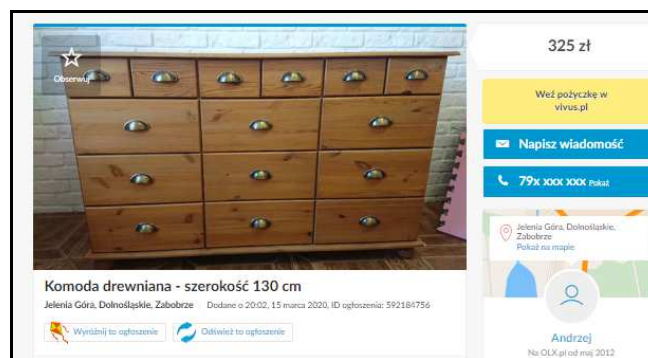 Obserwuj
325 zł
Weź pożyczkę w
vivus.pl
Napisz wiadomość
79x xxx xxx Pokaż
Jelenia Góra, Dolnośląskie,
Zabobrze
Pokaż na mapie
Komoda drewniana - szerokość 130 cm
Jelenia Góra, Dolnośląskie, Zabobrze Dodane o 20:02, 15 marca 2020, ID ogłoszenia: 592184756
Wyróżnij to ogłoszenie Odśwież to ogłoszenie
Andrzej
Na OLX.pl od maj 2012